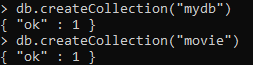 > db.createCollection("mydb")
{ "ok" : 1 }
> db.createCollection("movie")
{ "ok" : 1 }